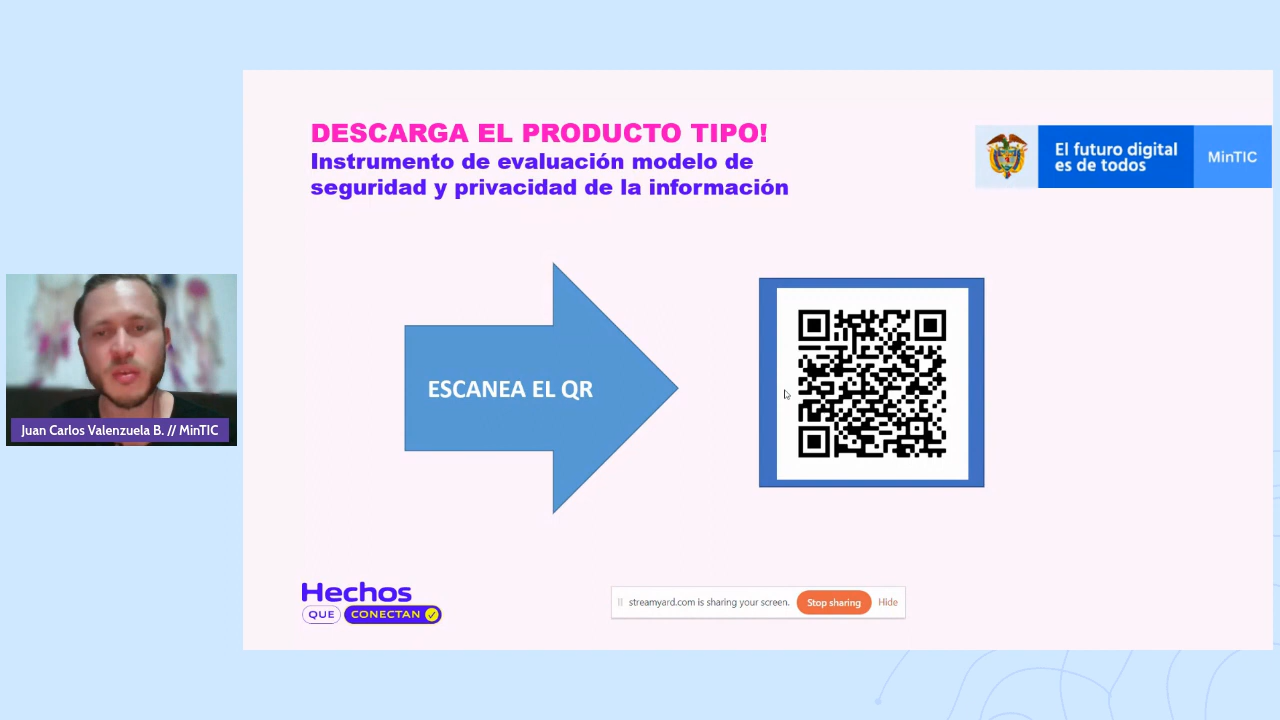 DESCARGA EL PRODUCTO TIPO!
Instrumento de evaluación modelo de
seguridad y privacidad de la información
El futuro digital
es de todos
MinTIC
ESCANEA EL QR
Juan Carlos Valenzuela B. // MinTIC
Hechos
QUE CONECTAN
streamyard.com is sharing your screen. Stop sharing Hide